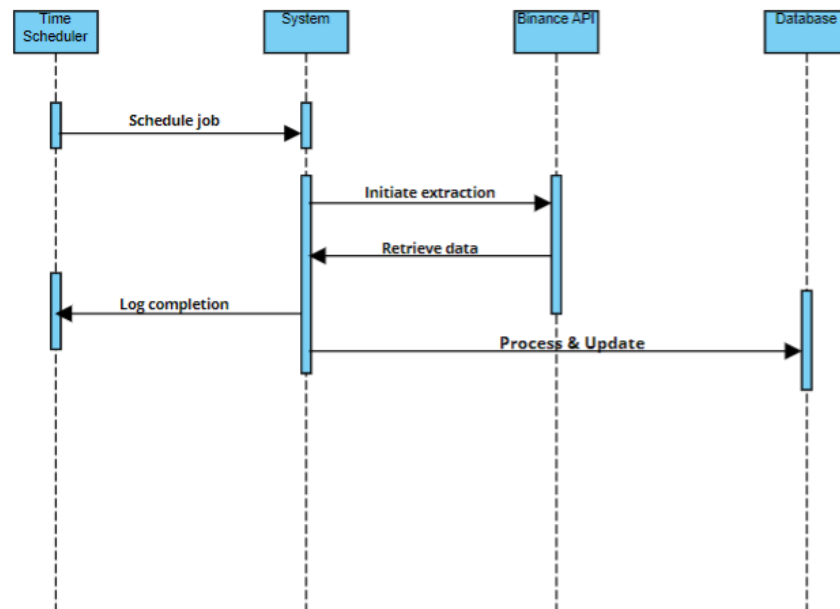 Time
Scheduler
System
Binance API
Database
Schedule job
Initiate extraction
Retrieve data
Log completion
Process & Update